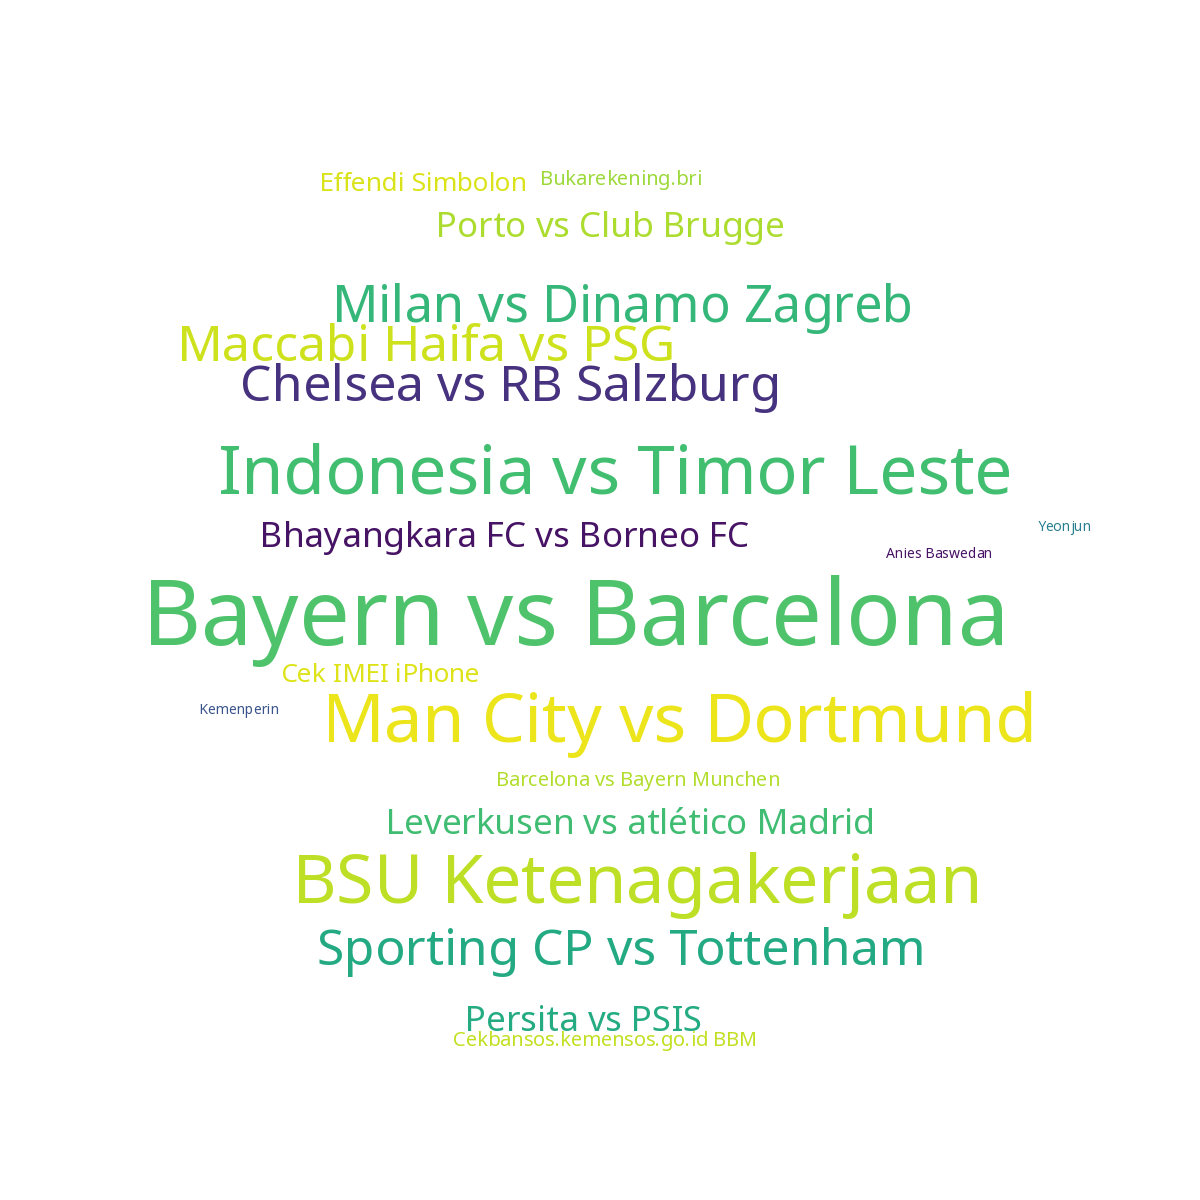 Effendi Simbolon
Bukarekening.bri
Porto vs Club Brugge
Milan vs Dinamo Zagreb
Maccabi Haifa vs PSG
Chelsea vs RB Salzburg
Indonesia vs Timor Leste
Bhayangkara FC vs Borneo FC
Yeonjun
Anies Baswedan
Bayern vs Barcelona
Cek IMEI iPhone
Kemenperin
Man City vs Dortmund
Barcelona vs Bayern Munchen
Leverkusen vs atlético Madrid
BSU Ketenagakerjaan
Sporting CP vs Tottenham
Persita vs PSIS
Cekbansos.kemensos.go.id BBM